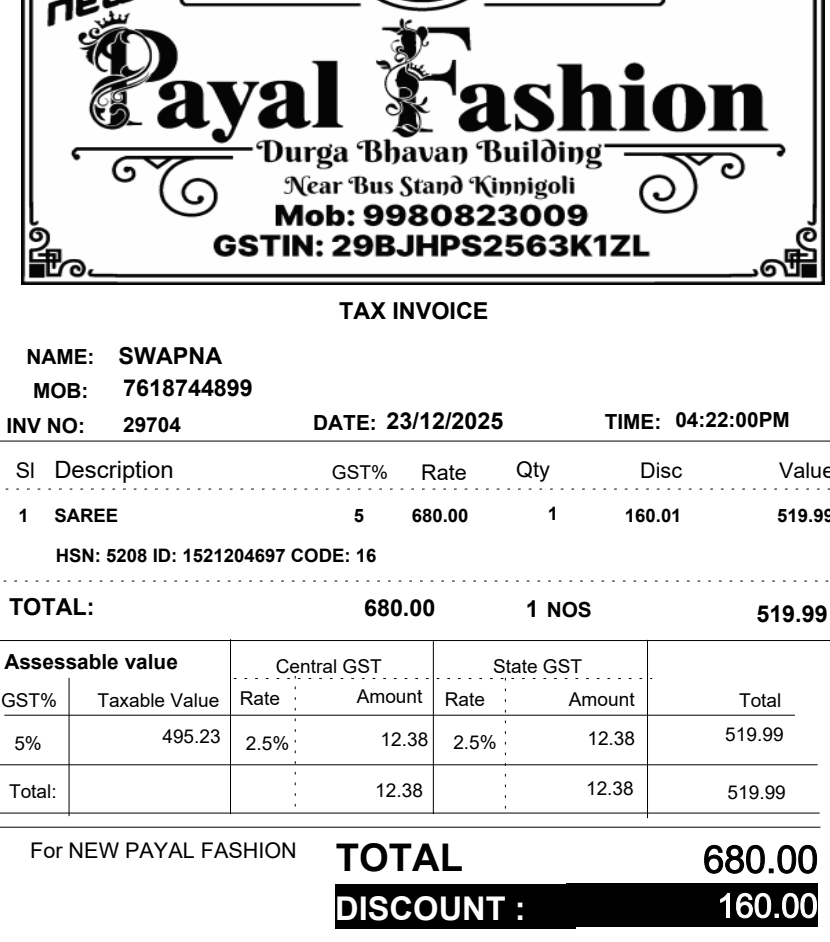 new
Payal Fashion
Durga Bhavan Building
Near Bus Stand Kinnigoli
Mob: 9980823009
GSTIN: 29BJHPS2563K1ZL
TAX INVOICE
NAME: SWAPNA
MOB: 7618744899
INV NO: 29704 DATE: 23/12/2025 TIME: 04:22:00PM
Sl Description GST% Rate Qty Disc Value
1 SAREE 5 680.00 1 160.01 519.99
HSN: 5208 ID: 1521204697 CODE: 16
TOTAL: 680.00 1 NOS 519.99
Assessable value Central GST State GST
GST% Taxable Value Rate Amount Rate Amount Total
5% 495.23 2.5% 12.38 2.5% 12.38 519.99
Total: 12.38 12.38 519.99
For NEW PAYAL FASHION TOTAL 680.00
DISCOUNT : 160.00